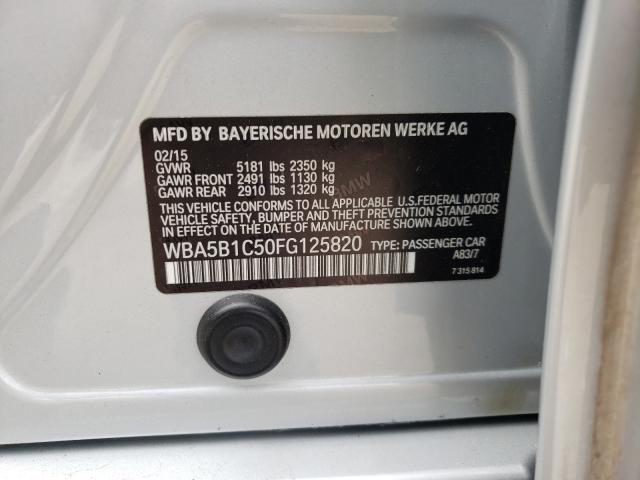 MFD BY BAYERISCHE MOTOREN WERKE AG
02/15
GVWR 5181 lbs 2350 kg
GAWR FRONT 2491 lbs 1130 kg
GAWR REAR 2910 lbs 1320 kg
THIS VEHICLE CONFORMS TO ALL APPLICABLE U.S.FEDERAL MOTOR
VEHICLE SAFETY, BUMPER AND THEFT PREVENTION STANDARDS
IN EFFECT ON THE DATE OF MANUFACTURE SHOWN ABOVE.
WBA5B1C50FG125820 TYPE: PASSENGER CAR
A83/7
7 315 814